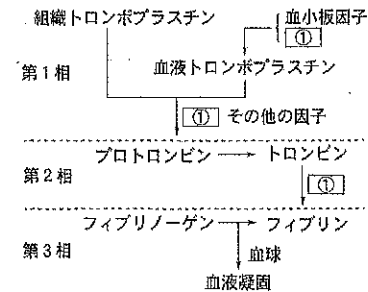 組織トロンボプラスチン
血小板因子
①
第1相
血液トロンボプラスチン
① その他の因子
プロトロンビン
トロンビン
第2相
①
フィブリノーゲン
フィブリン
第3相
血球
血液凝固